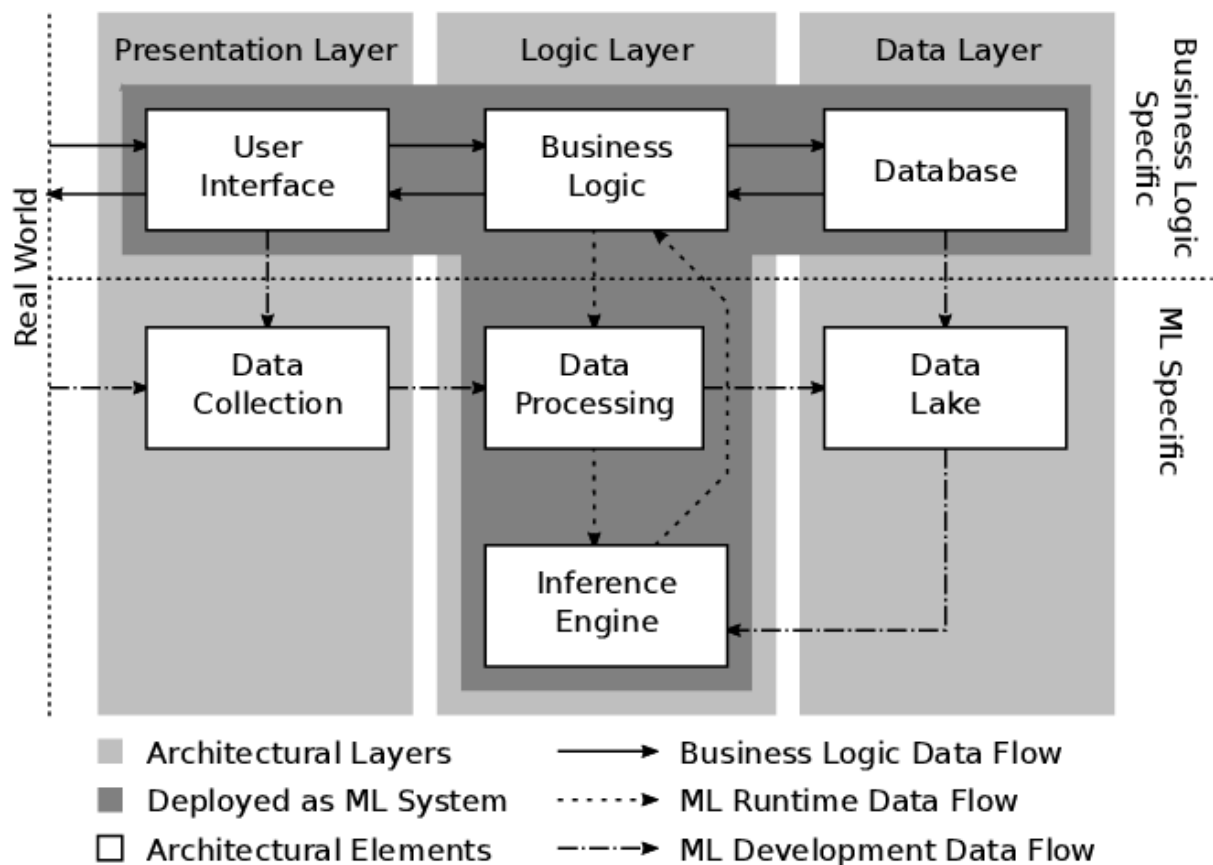 Presentation Layer
Logic Layer
Data Layer
Business Logic
Specific
User
Interface
Business
Logic
Database
Real World
ML Specific
Data
Collection
Data
Processing
Data
Lake
Inference
Engine
Architectural Layers
Business Logic Data Flow
Deployed as ML System
ML Runtime Data Flow
Architectural Elements
ML Development Data Flow